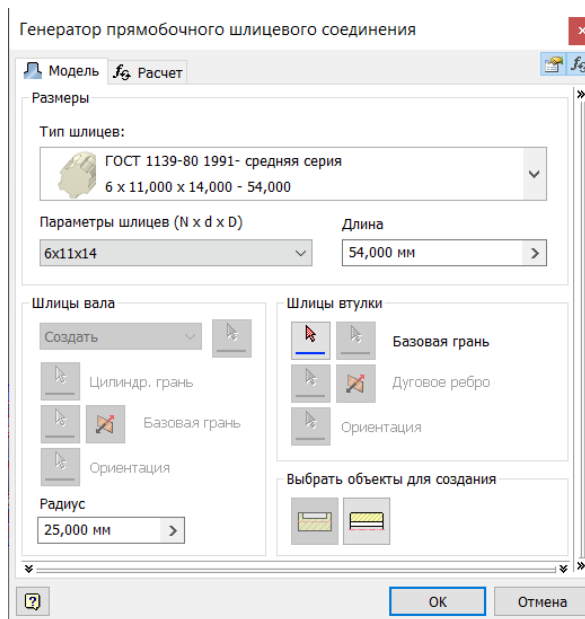 Генератор прямобочного шлицевого соединения
Модель
Расчет
Размеры
Тип шлицев:
ГОСТ 1139-80 1991- средняя серия
6 x 11,000 x 14,000 - 54,000
Параметры шлицев (N x d x D)
Длина
6x11x14
54,000 мм
Шлицы вала
Шлицы втулки
Создать
Базовая грань
Цилиндр. грань
Дуговое ребро
Базовая грань
Ориентация
Ориентация
Выбрать объекты для создания
Радиус
25,000 мм
ОК
Отмена